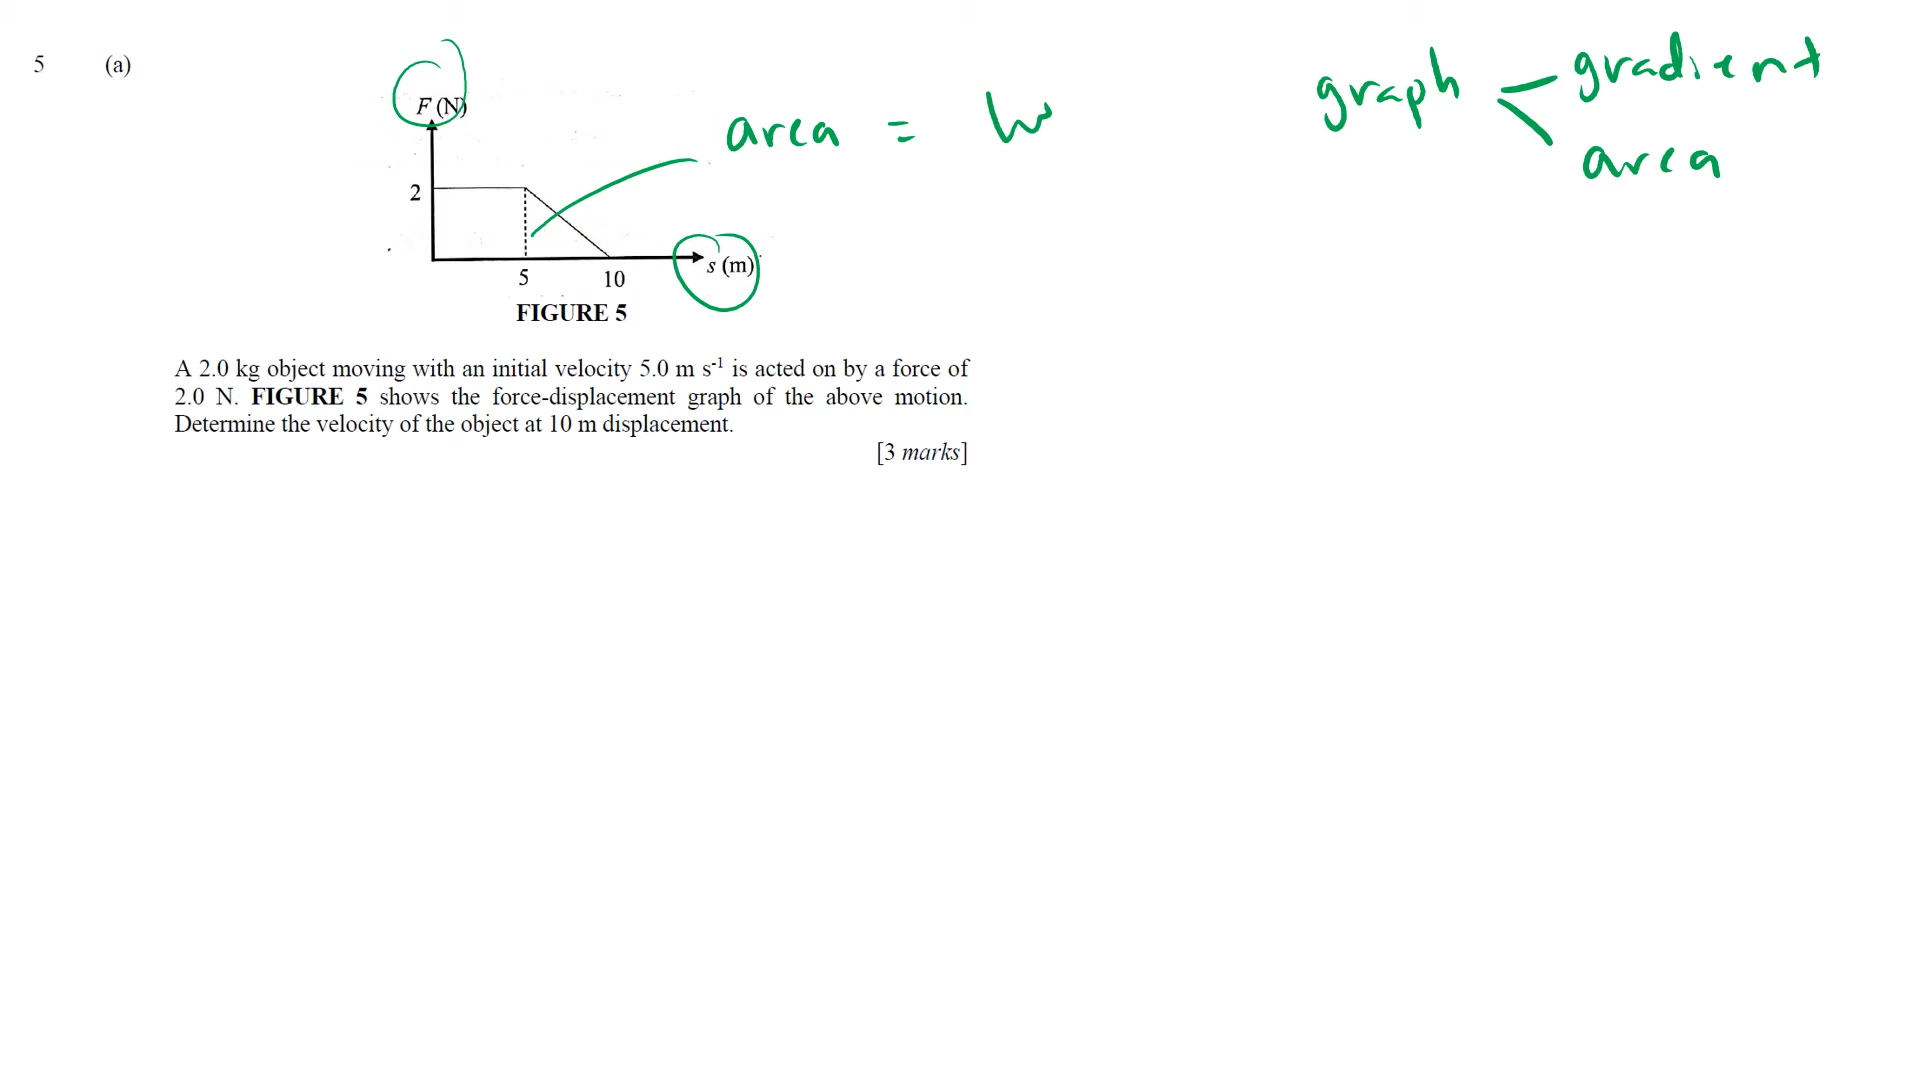 5 (a)
F (N)
2
5 10
s (m)
FIGURE 5
area = W
graph
gradient
area
A 2.0 kg object moving with an initial velocity 5.0 m s⁻¹ is acted on by a force of
2.0 N. FIGURE 5 shows the force-displacement graph of the above motion.
Determine the velocity of the object at 10 m displacement.
[3 marks]